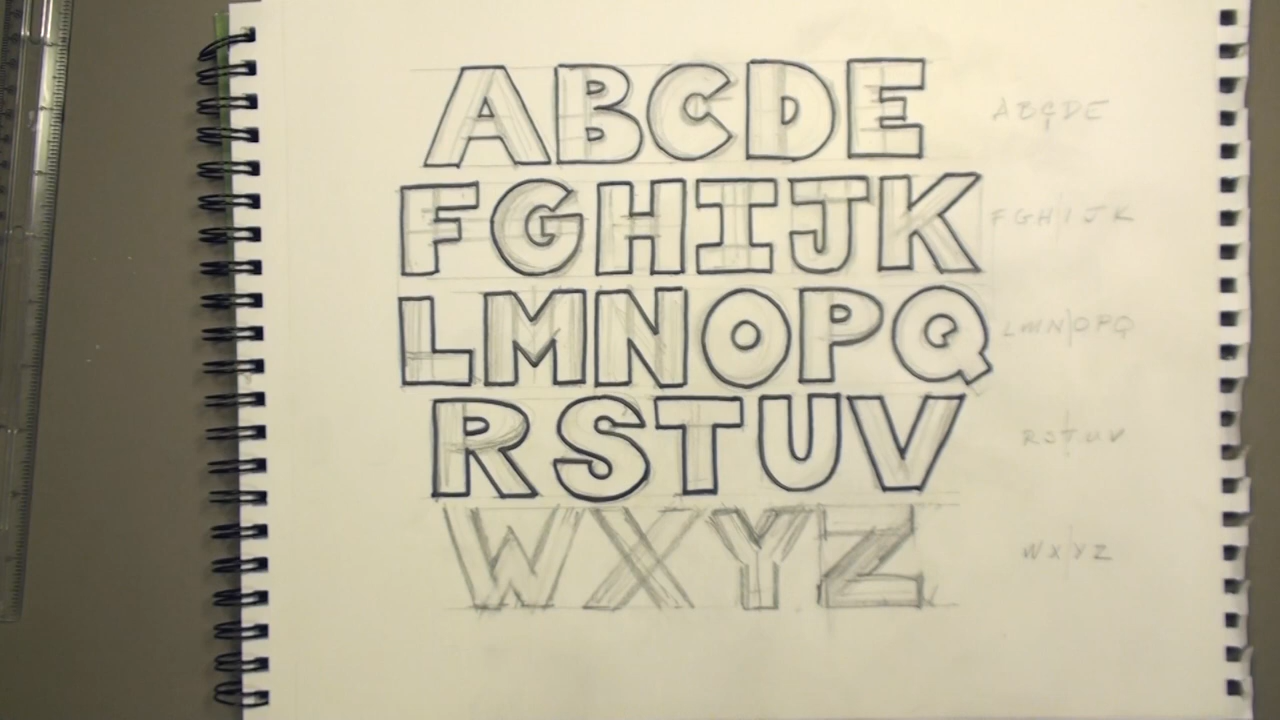 ABCDE
FGHIJK
LMNOPQ
RSTUV
WXYZ
ABCDE
FGHIJK
LMNOPQ
RSTUV
WXYZ